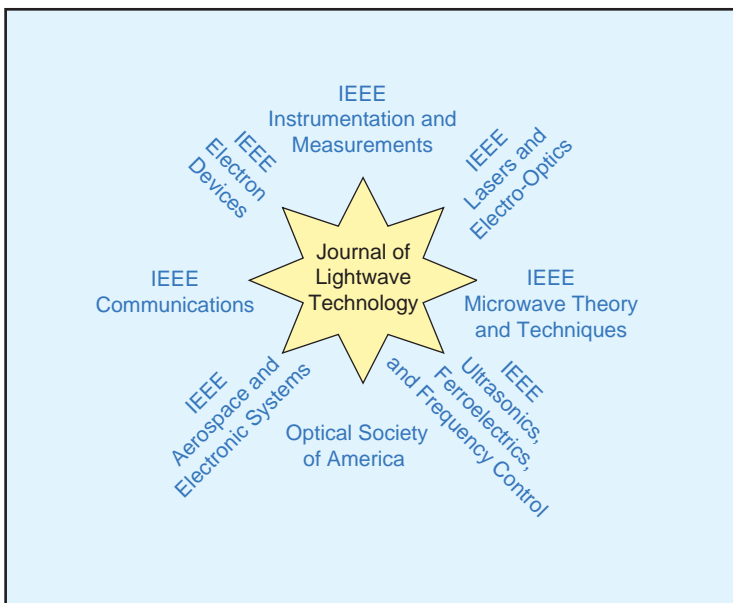 IEEE
Instrumentation and
Measurements
IEEE
Electron
Devices
IEEE
Lasers and
Electro-Optics
Journal of
Lightwave
Technology
IEEE
Communications
IEEE
Microwave Theory
and Techniques
IEEE
Aerospace and
Electronic Systems
Optical Society
of America
IEEE
Ultrasonics,
Ferroelectrics,
and Frequency Control